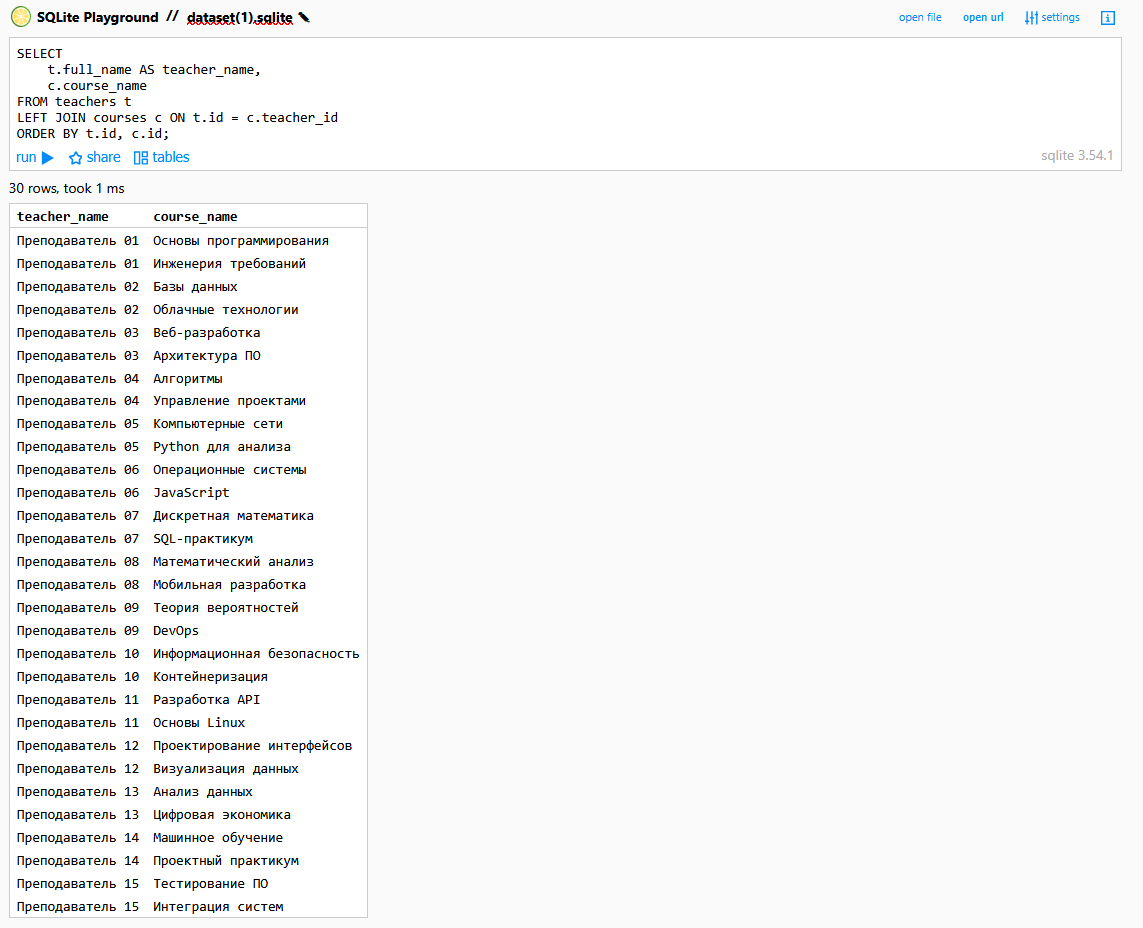 SQLite Playground // dataset(1).sqlite
open file open url settings
SELECT
t.full_name AS teacher_name,
c.course_name
FROM teachers t
LEFT JOIN courses c ON t.id = c.teacher_id
ORDER BY t.id, c.id;
run share tables
sqlite 3.54.1
30 rows, took 1 ms
teacher_name course_name
Преподаватель 01 Основы программирования
Преподаватель 01 Инженерия требований
Преподаватель 02 Базы данных
Преподаватель 02 Облачные технологии
Преподаватель 03 Веб-разработка
Преподаватель 03 Архитектура ПО
Преподаватель 04 Алгоритмы
Преподаватель 04 Управление проектами
Преподаватель 05 Компьютерные сети
Преподаватель 05 Python для анализа
Преподаватель 06 Операционные системы
Преподаватель 06 JavaScript
Преподаватель 07 Дискретная математика
Преподаватель 07 SQL-практикум
Преподаватель 08 Математический анализ
Преподаватель 08 Мобильная разработка
Преподаватель 09 Теория вероятностей
Преподаватель 09 DevOps
Преподаватель 10 Информационная безопасность
Преподаватель 10 Контейнеризация
Преподаватель 11 Разработка API
Преподаватель 11 Основы Linux
Преподаватель 12 Проектирование интерфейсов
Преподаватель 12 Визуализация данных
Преподаватель 13 Анализ данных
Преподаватель 13 Цифровая экономика
Преподаватель 14 Машинное обучение
Преподаватель 14 Проектный практикум
Преподаватель 15 Тестирование ПО
Преподаватель 15 Интеграция систем